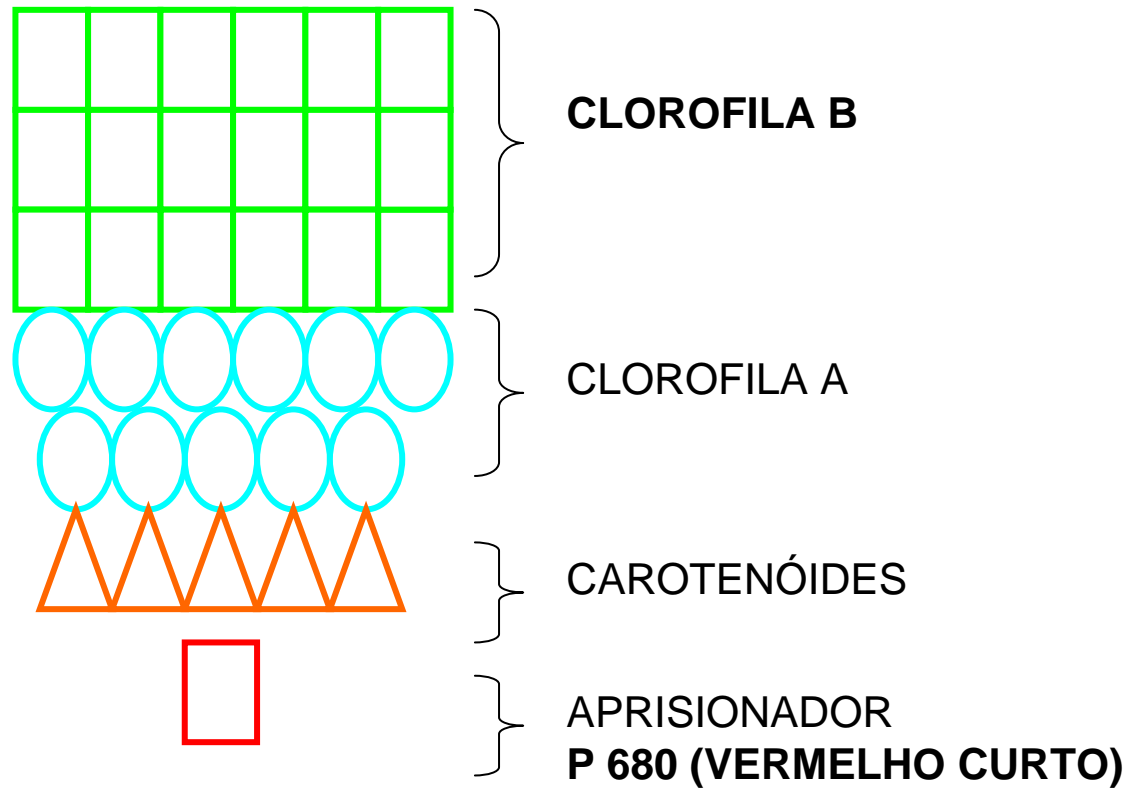 CLOROFILA B
CLOROFILA A
CAROTENÓIDES
APRISIONADOR
P 680 (VERMELHO CURTO)